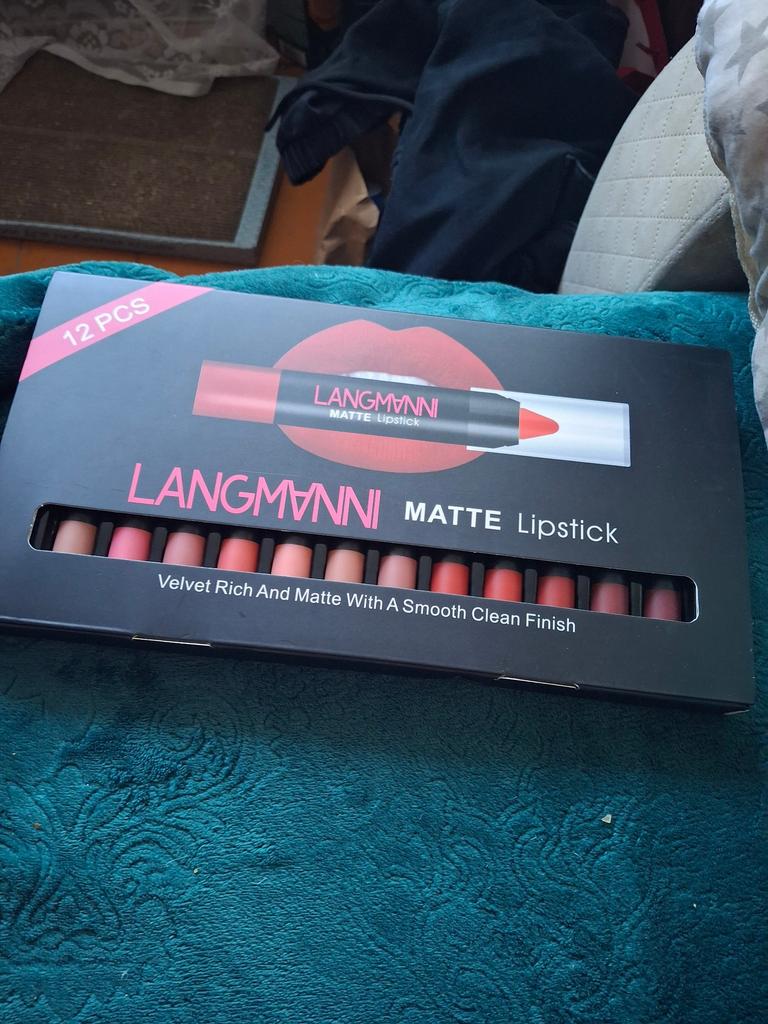 12 PCS
LANGMANNI
MATTE Lipstick
LANGMANNI MATTE Lipstick
Velvet Rich And Matte With A Smooth Clean Finish